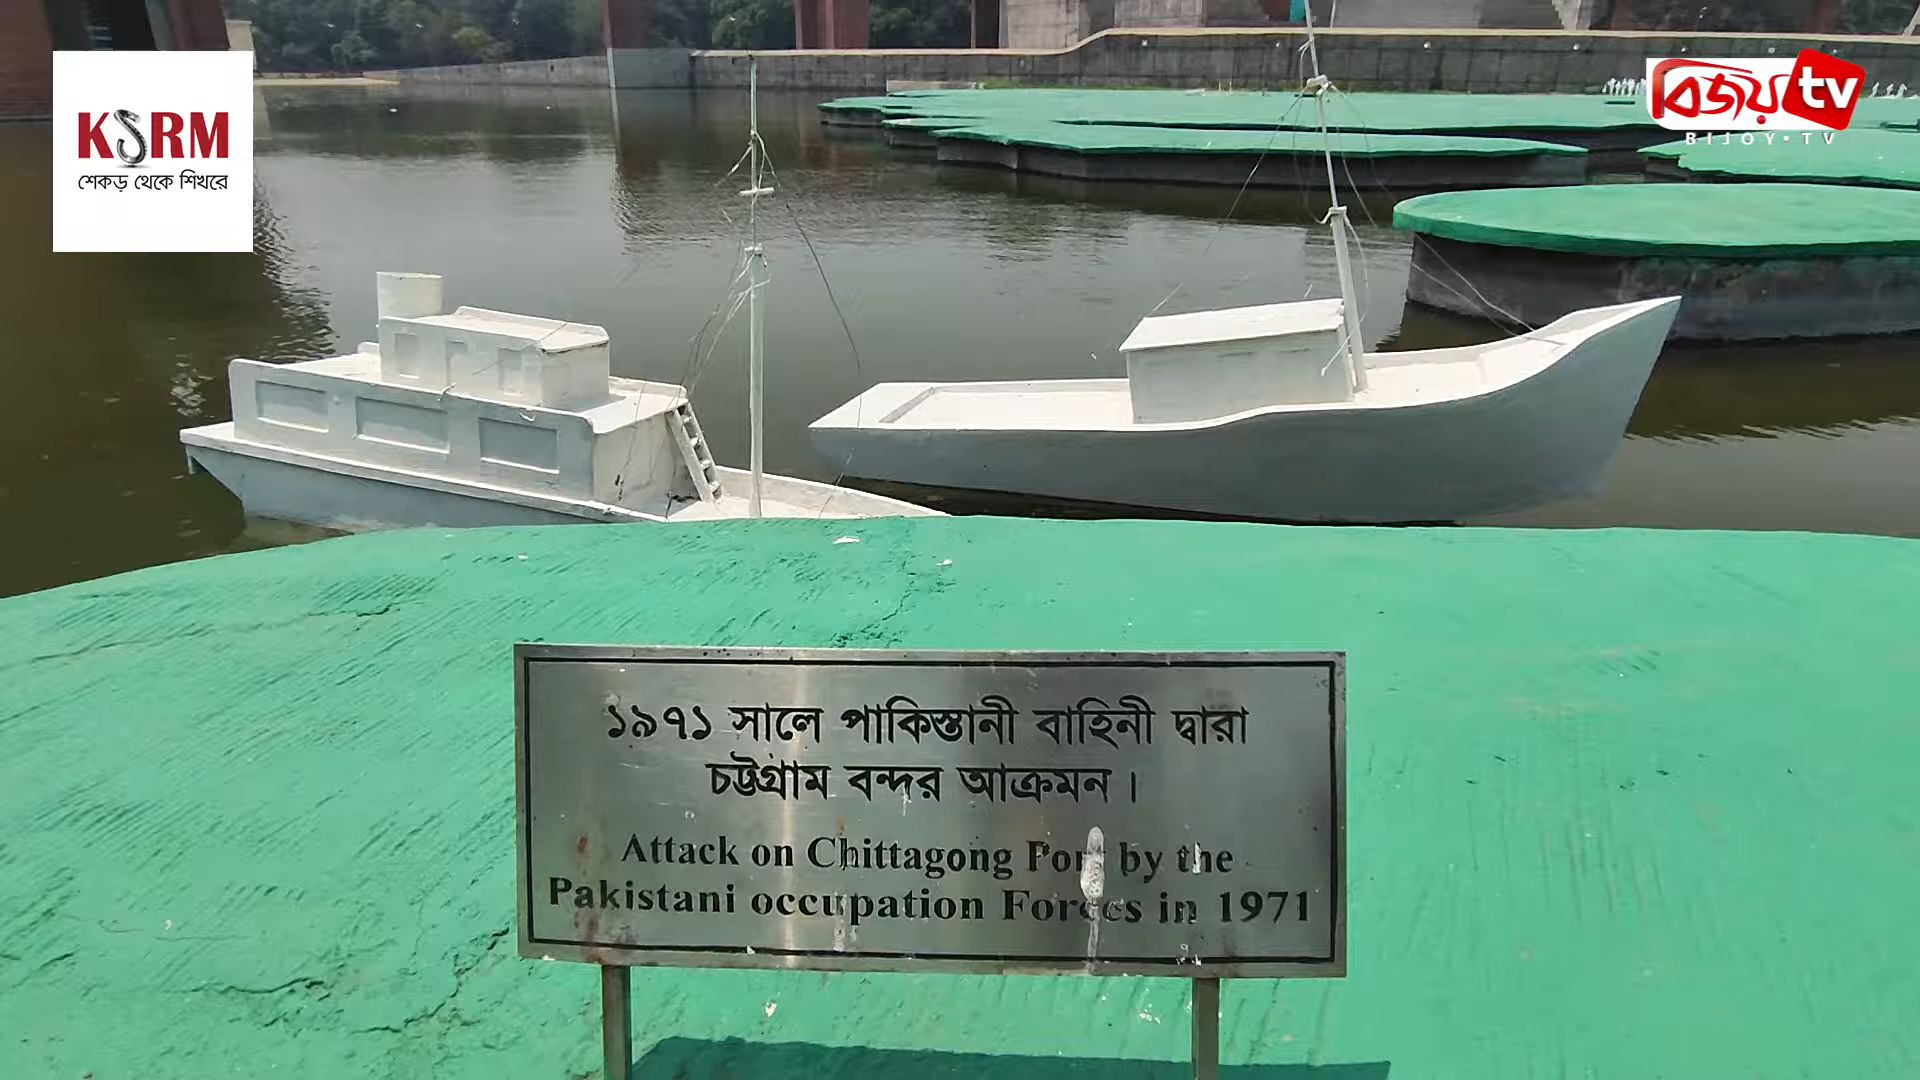 KSRM
শেকড় থেকে শিখরে
বিজয় tv
BIJOY TV
১৯৭১ সালে পাকিস্তানী বাহিনী দ্বারা
চট্টগ্রাম বন্দর আক্রমন।
Attack on Chittagong Port by the
Pakistani occupation Forces in 1971